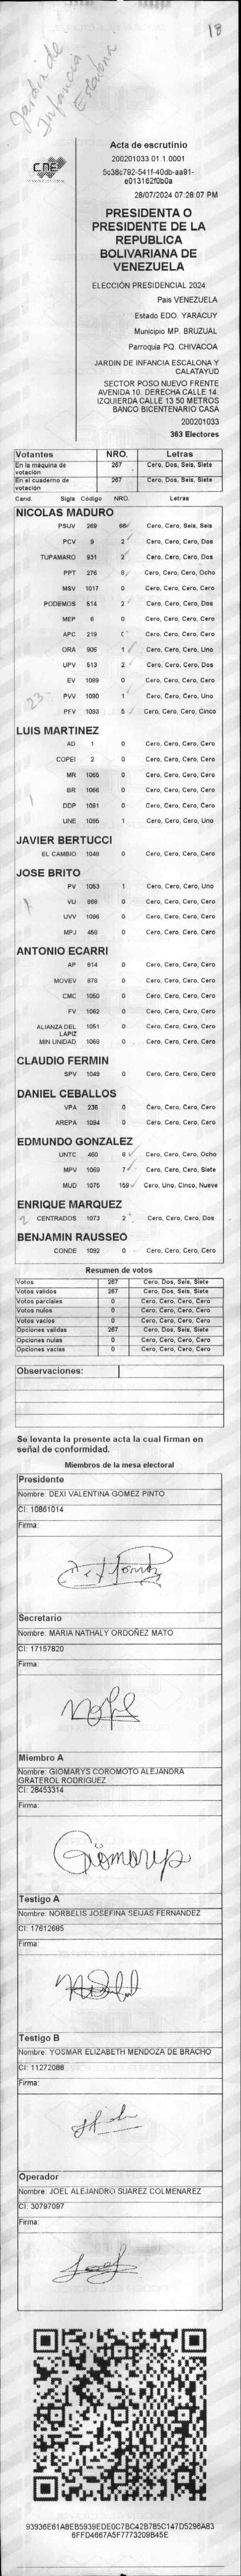 18
Jardin de
Infancia
Escalona
CNE
Acta de escrutinio
200201033.01.1.0001
5c38c792-541f-40db-aa91-
e013162f0b0a
28/07/2024 07:28:07 PM
PRESIDENTA O
PRESIDENTE DE LA
REPUBLICA
BOLIVARIANA DE
VENEZUELA
ELECCIÓN PRESIDENCIAL 2024
Pais VENEZUELA
Estado EDO. YARACUY
Municipio MP. BRUZUAL
Parroquia PQ. CHIVACOA
JARDIN DE INFANCIA ESCALONA Y
CALATAYUD
SECTOR POSO NUEVO FRENTE
AVENIDA 10. DERECHA CALLE 14.
IZQUIERDA CALLE 13 50 METROS
BANCO BICENTENARIO CASA
200201033
363 Electores
Votantes NRO. Letras
En la máquina de votación 267 Cero, Dos, Seis, Siete
En el cuaderno de votación 267 Cero, Dos, Seis, Siete
Cand. Sigla Código NRO. Letras
NICOLAS MADURO
PSUV 269 66 Cero, Cero, Seis, Seis
PCV 9 2 Cero, Cero, Cero, Dos
TUPAMARO 931 2 Cero, Cero, Cero, Dos
PPT 276 8 Cero, Cero, Cero, Ocho
MSV 1017 0 Cero, Cero, Cero, Cero
PODEMOS 514 2 Cero, Cero, Cero, Dos
MEP 6 0 Cero, Cero, Cero, Cero
APC 219 0 Cero, Cero, Cero, Cero
ORA 906 1 Cero, Cero, Cero, Uno
UPV 513 2 Cero, Cero, Cero, Dos
EV 1089 0 Cero, Cero, Cero, Cero
23- PVV 1090 1 Cero, Cero, Cero, Uno
PFV 1093 5 Cero, Cero, Cero, Cinco
LUIS MARTINEZ
AD 1 0 Cero, Cero, Cero, Cero
COPEI 2 0 Cero, Cero, Cero, Cero
MR 1065 0 Cero, Cero, Cero, Cero
BR 1066 0 Cero, Cero, Cero, Cero
1 DDP 1091 0 Cero, Cero, Cero, Cero
UNE 1095 1 Cero, Cero, Cero, Uno
JAVIER BERTUCCI
EL CAMBIO 1048 0 Cero, Cero, Cero, Cero
JOSE BRITO
PV 1053 1 Cero, Cero, Cero, Uno
1 VU 868 0 Cero, Cero, Cero, Cero
UVV 1096 0 Cero, Cero, Cero, Cero
MPJ 458 0 Cero, Cero, Cero, Cero
ANTONIO ECARRI
AP 814 0 Cero, Cero, Cero, Cero
MOVEV 878 0 Cero, Cero, Cero, Cero
CMC 1050 0 Cero, Cero, Cero, Cero
FV 1062 0 Cero, Cero, Cero, Cero
ALIANZA DEL LAPIZ 1051 0 Cero, Cero, Cero, Cero
MIN UNIDAD 1068 0 Cero, Cero, Cero, Cero
CLAUDIO FERMIN
SPV 1049 0 Cero, Cero, Cero, Cero
DANIEL CEBALLOS
VPA 236 0 Cero, Cero, Cero, Cero
AREPA 1094 0 Cero, Cero, Cero, Cero
EDMUNDO GONZALEZ
UNTC 460 8 Cero, Cero, Cero, Ocho
MPV 1069 7 Cero, Cero, Cero, Siete
MUD 1075 159 Cero, Uno, Cinco, Nueve
ENRIQUE MARQUEZ
2 CENTRADOS 1073 2 Cero, Cero, Cero, Dos
BENJAMIN RAUSSEO
CONDE 1092 0 Cero, Cero, Cero, Cero
Resumen de votos
Votos 267 Cero, Dos, Seis, Siete
Votos validos 267 Cero, Dos, Seis, Siete
Votos parciales 0 Cero, Cero, Cero, Cero
Votos nulos 0 Cero, Cero, Cero, Cero
Votos vacios 0 Cero, Cero, Cero, Cero
Opciones validas 267 Cero, Dos, Seis, Siete
Opciones nulas 0 Cero, Cero, Cero, Cero
Opciones vacias 0 Cero, Cero, Cero, Cero
Observaciones:
Se levanta la presente acta la cual firman en
señal de conformidad.
Miembros de la mesa electoral
Presidente
Nombre: DEXI VALENTINA GOMEZ PINTO
CI: 10861014
Firma:
Secretario
Nombre: MARIA NATHALY ORDOÑEZ MATO
CI: 17157820
Firma:
Miembro A
Nombre: GIOMARYS COROMOTO ALEJANDRA
GRATEROL RODRIGUEZ
CI: 28453314
Firma:
Giomarys
Testigo A
Nombre: NORBELIS JOSEFINA SEIJAS FERNANDEZ
CI: 17612685
Firma:
Testigo B
Nombre: YOSMAR ELIZABETH MENDOZA DE BRACHO
CI: 11272088
Firma:
Operador
Nombre: JOEL ALEJANDRO SUAREZ COLMENAREZ
CI: 30797097
Firma:
93936E61A8EB5939EDE0C7BC42B785C147D5296A83
6FFD4667A5F7773209B45E